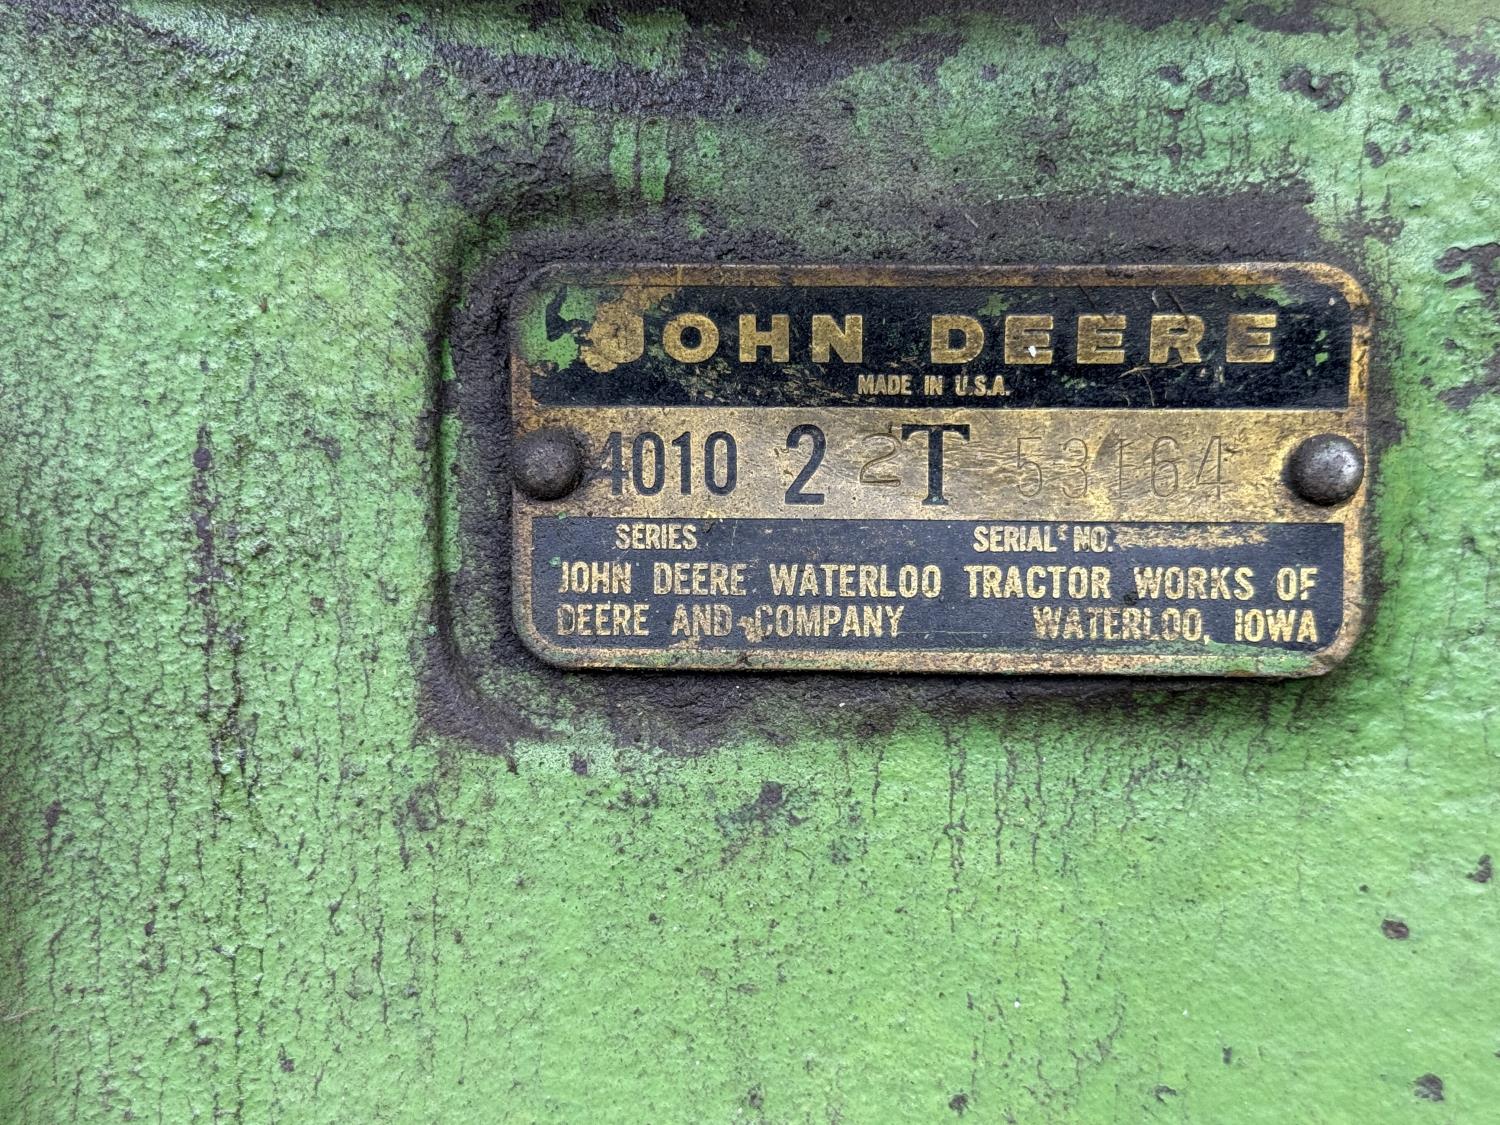 JOHN DEERE
MADE IN U.S.A.
4010 2 2 T 53164
SERIES SERIAL NO.
JOHN DEERE WATERLOO TRACTOR WORKS OF
DEERE AND COMPANY WATERLOO, IOWA